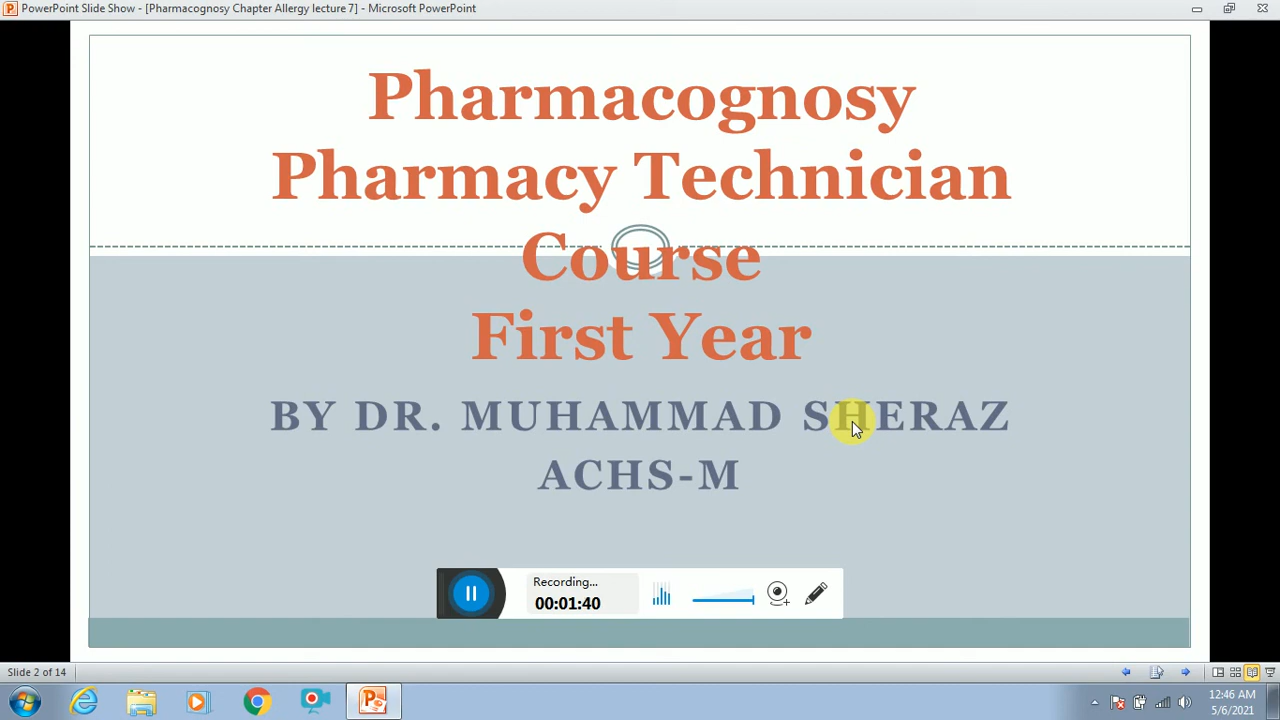 PowerPoint Slide Show - [Pharmacognosy Chapter Allergy lecture 7] - Microsoft PowerPoint
Pharmacognosy
Pharmacy Technician
Course
First Year
BY DR. MUHAMMAD SHERAZ
ACHS-M
Recording...
00:01:40
Slide 2 of 14
12:46 AM
5/6/2021